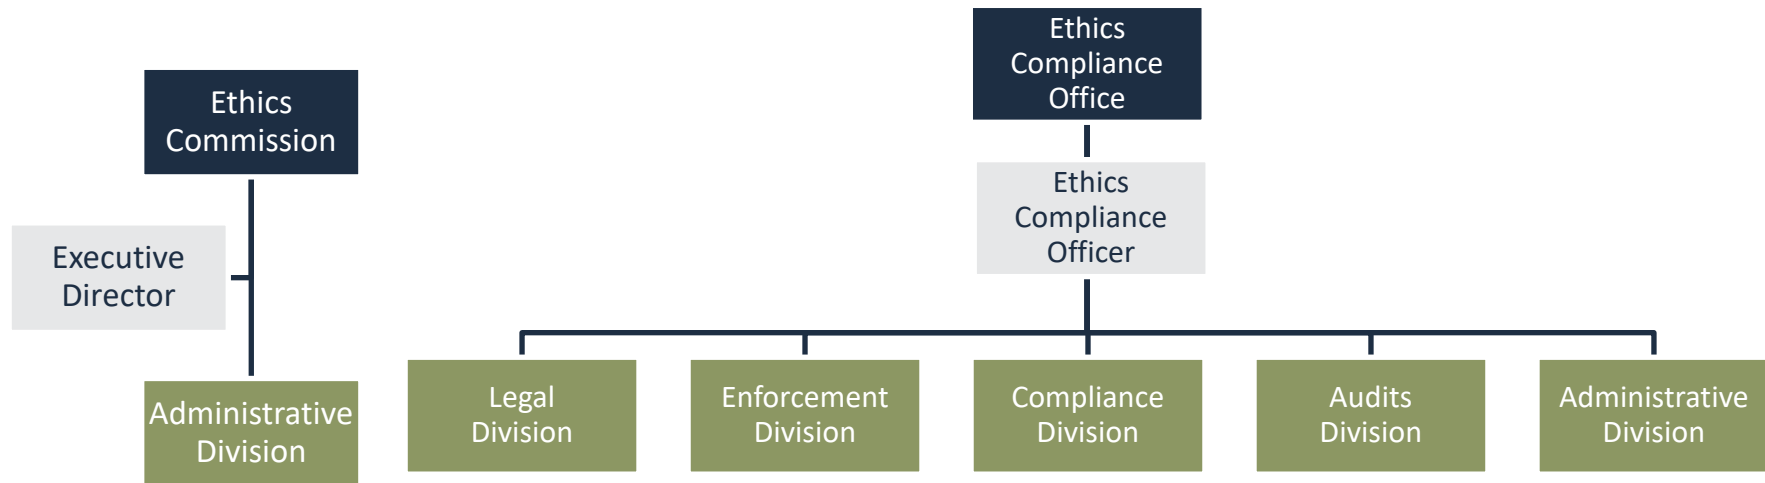 Ethics
Commission
Executive
Director
Administrative
Division
Ethics
Compliance
Office
Ethics
Compliance
Officer
Legal
Division
Enforcement
Division
Compliance
Division
Audits
Division
Administrative
Division